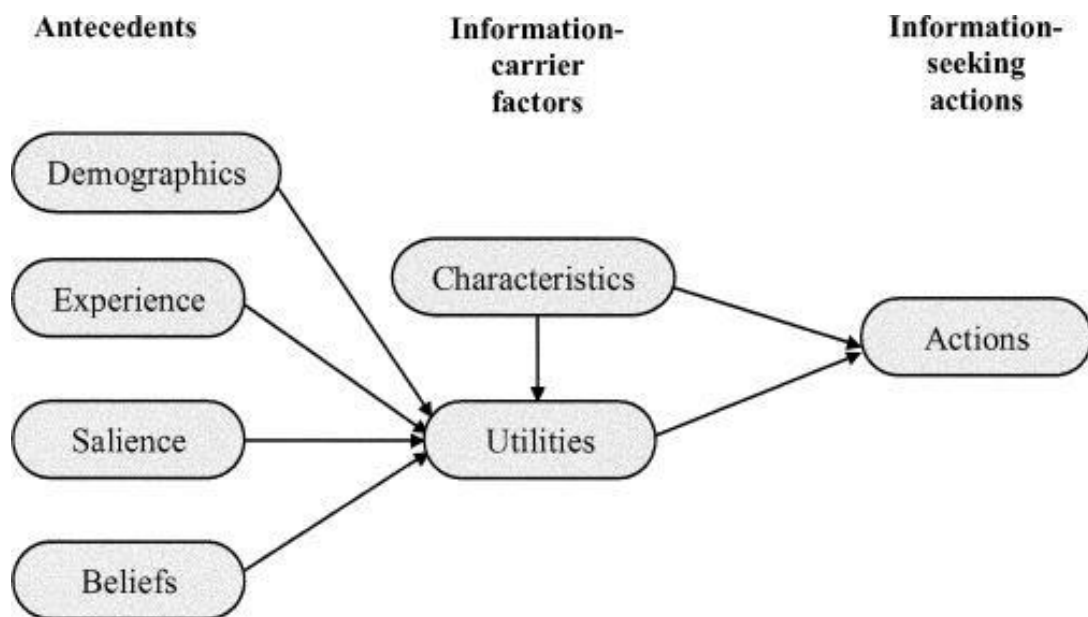 Antecedents
Information-
carrier
factors
Information-
seeking
actions
Demographics
Experience
Salience
Beliefs
Characteristics
Utilities
Actions